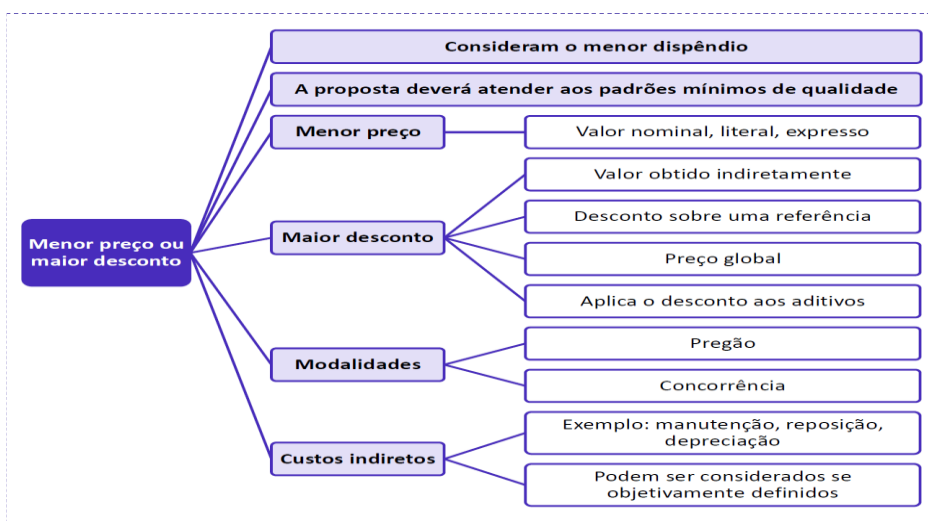 Menor preço ou
maior desconto
Consideram o menor dispêndio
A proposta deverá atender aos padrões mínimos de qualidade
Menor preço
Valor nominal, literal, expresso
Maior desconto
Valor obtido indiretamente
Desconto sobre uma referência
Preço global
Aplica o desconto aos aditivos
Modalidades
Pregão
Concorrência
Custos indiretos
Exemplo: manutenção, reposição,
depreciação
Podem ser considerados se
objetivamente definidos